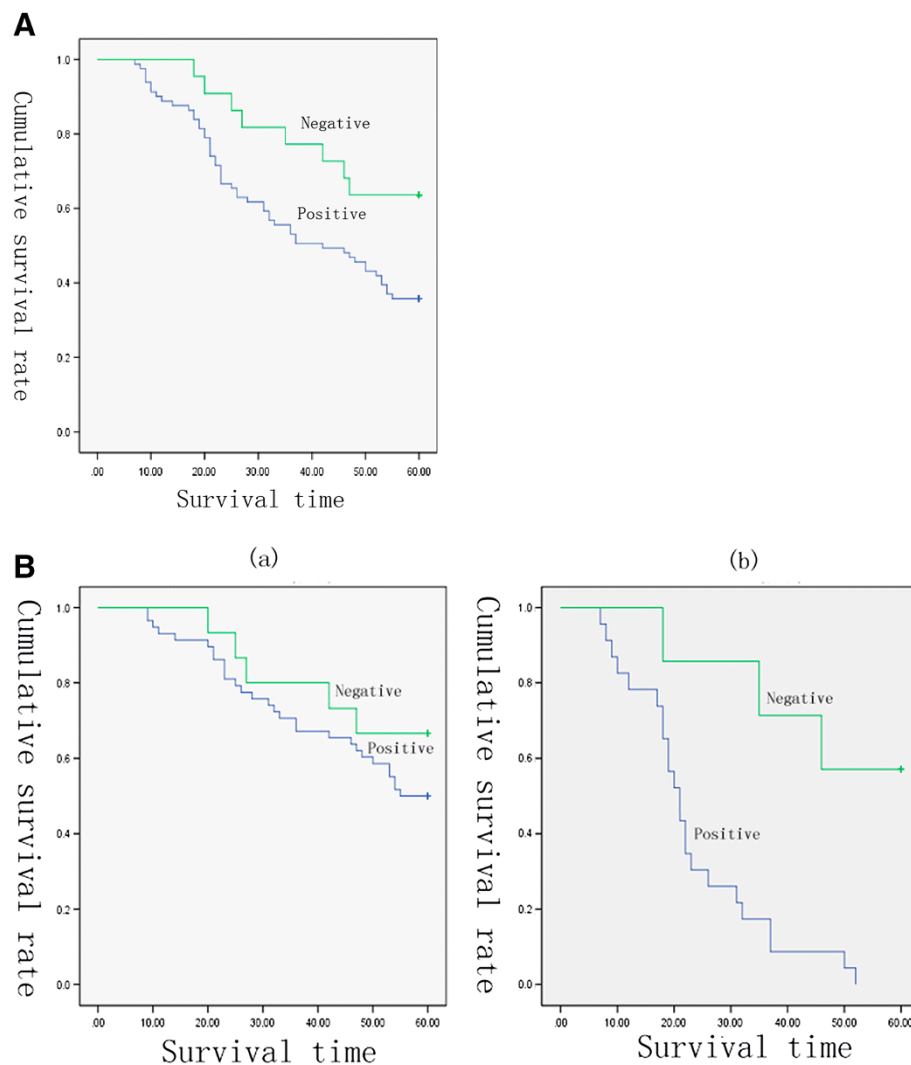 A
Cumulative survival rate
1.0
0.8
0.6
0.4
0.2
0.0
Negative
Positive
.00 10.00 20.00 30.00 40.00 50.00 60.00
Survival time
B
(a)
Cumulative survival rate
1.0
0.8
0.6
0.4
0.2
0.0
Negative
Positive
.00 10.00 20.00 30.00 40.00 50.00 60.00
Survival time
(b)
Cumulative survival rate
1.0
0.8
0.6
0.4
0.2
0.0
Negative
Positive
.00 10.00 20.00 30.00 40.00 50.00 60.00
Survival time